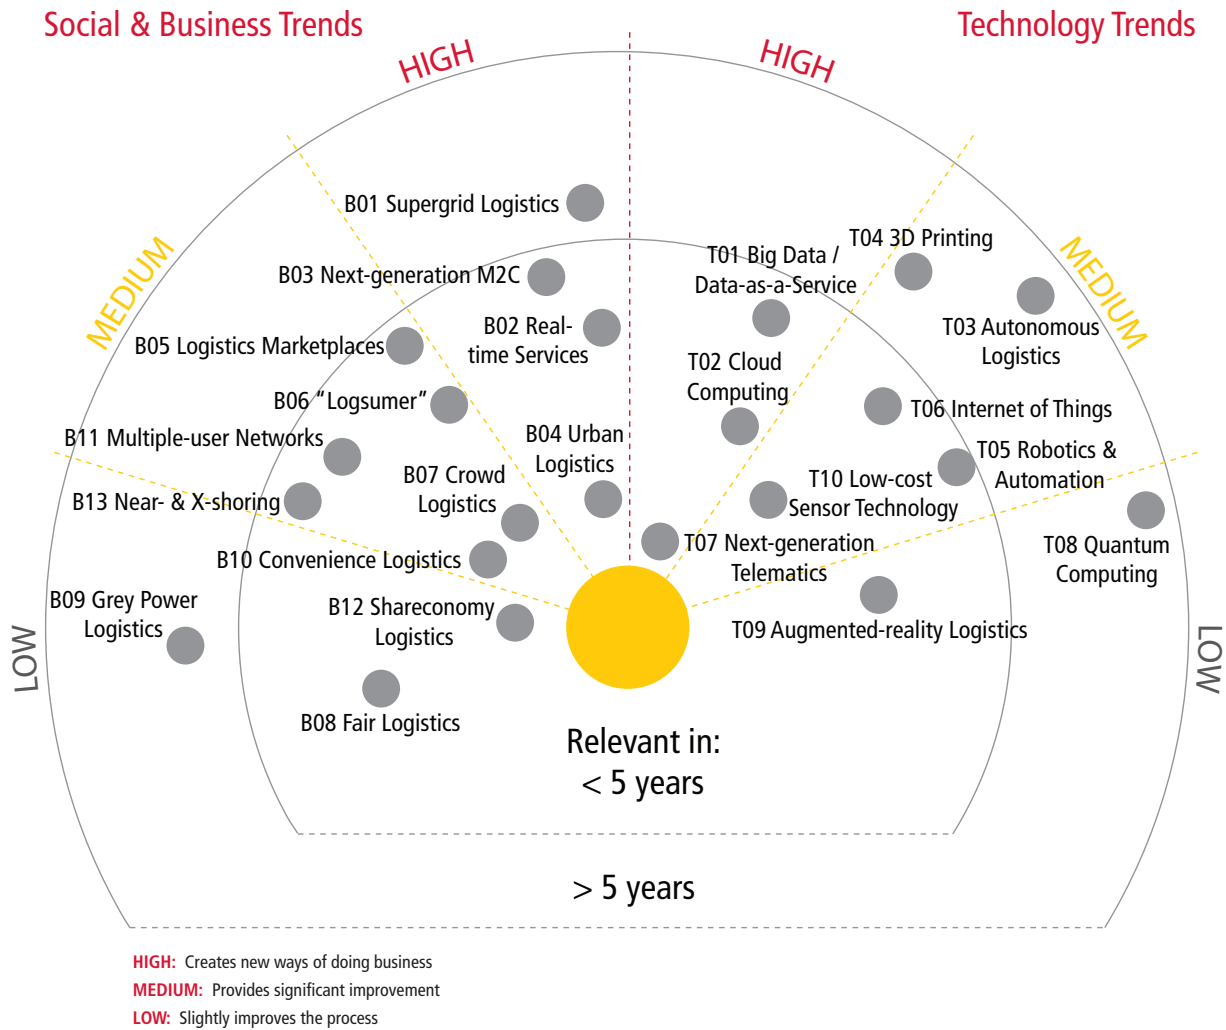 Social & Business Trends
Technology Trends
HIGH
HIGH
MEDIUM
MEDIUM
LOW
LOW
B01 Supergrid Logistics
B03 Next-generation M2C
B02 Real-
time Services
B05 Logistics Marketplaces
B06 “Logsumer”
B11 Multiple-user Networks
B04 Urban
Logistics
B07 Crowd
Logistics
B13 Near- & X-shoring
B10 Convenience Logistics
B09 Grey Power
Logistics
B12 Shareconomy
Logistics
B08 Fair Logistics
T01 Big Data /
Data-as-a-Service
T04 3D Printing
T03 Autonomous
Logistics
T02 Cloud
Computing
T06 Internet of Things
T05 Robotics &
Automation
T10 Low-cost
Sensor Technology
T07 Next-generation
Telematics
T08 Quantum
Computing
T09 Augmented-reality Logistics
Relevant in:
< 5 years
> 5 years
HIGH: Creates new ways of doing business
MEDIUM: Provides significant improvement
LOW: Slightly improves the process